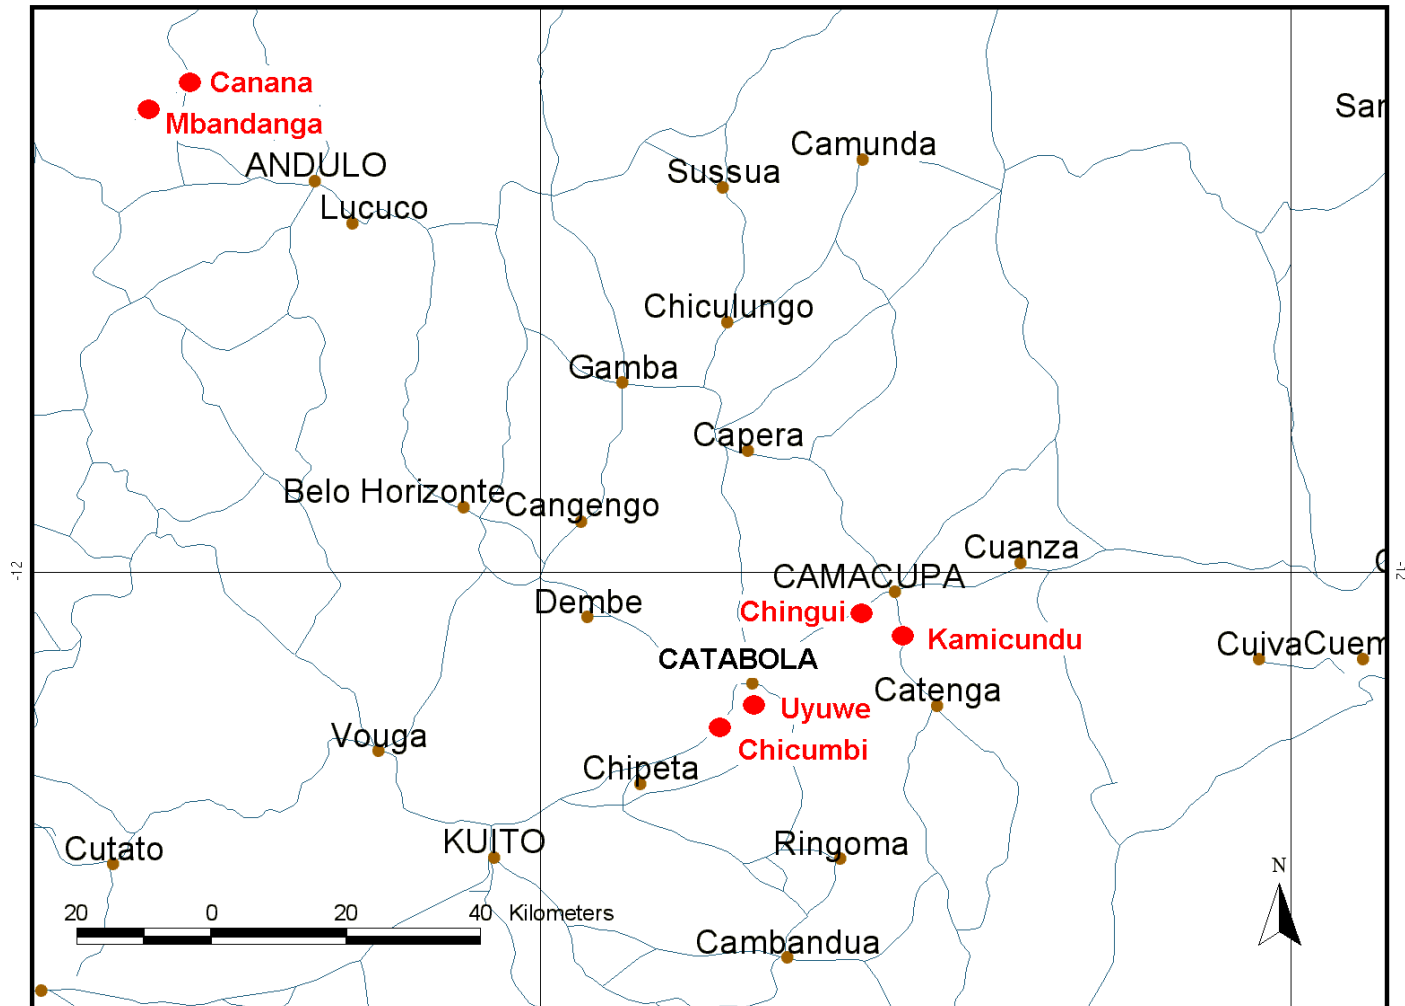 Canana
Mbandanga
San
Camunda
ANDULO
Sussua
Lucuco
Chiculungo
Gamba
Capera
Belo Horizonte
Cangengo
Cuanza
-12
CAMACUPA
-12
Dembe
Chingui
Kamicundu
CuivaCuem
CATABOLA
Catenga
Uyuwe
Vouga
Chicumbi
Chipeta
KUITO
Ringoma
Cutato
N
20 0 20 40 Kilometers
Cambandua